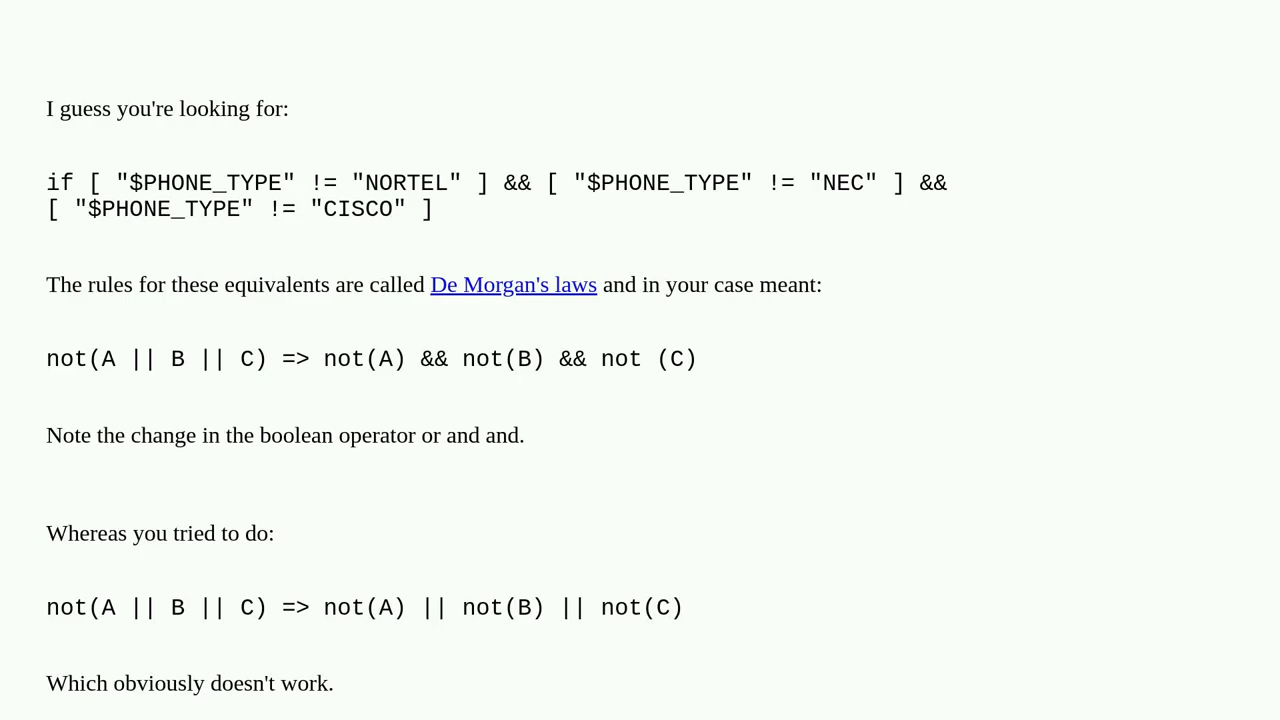 I guess you're looking for:
if [ "$PHONE_TYPE" != "NORTEL" ] && [ "$PHONE_TYPE" != "NEC" ] &&
[ "$PHONE_TYPE" != "CISCO" ]
The rules for these equivalents are called De Morgan's laws and in your case meant:
not(A || B || C) => not(A) && not(B) && not (C)
Note the change in the boolean operator or and and.
Whereas you tried to do:
not(A || B || C) => not(A) || not(B) || not(C)
Which obviously doesn't work.